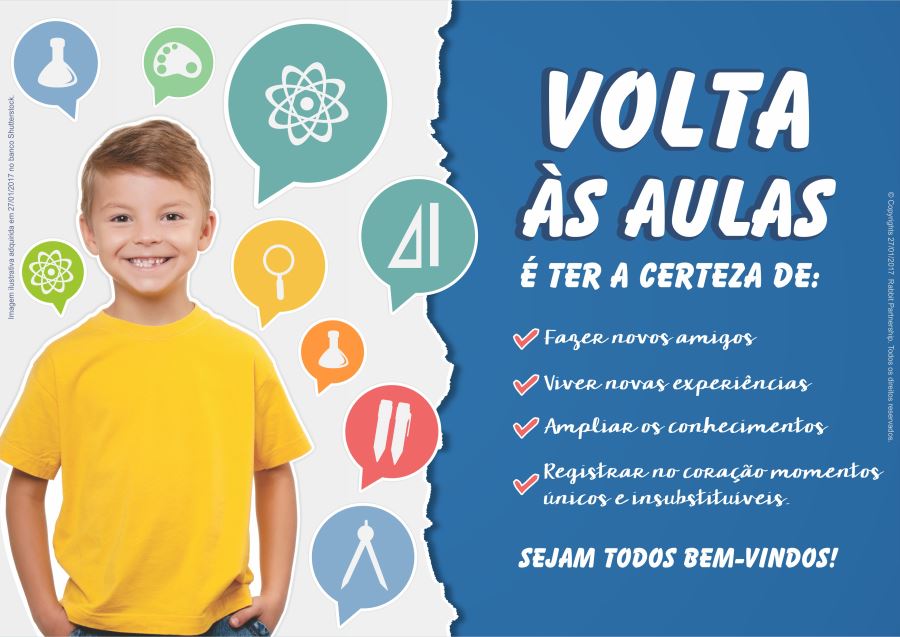 Imagem ilustrativa adquirida em 27/01/2017 no banco Shutterstock.
VOLTA
ÀS AULAS
É TER A CERTEZA DE:
Fazer novos amigos
Viver novas experiências
Ampliar os conhecimentos
Registrar no coração momentos
únicos e insubstituíveis.
SEJAM TODOS BEM-VINDOS!
© Copyrights 27/01/2017. Rabbit Partnership. Todos os direitos reservados.